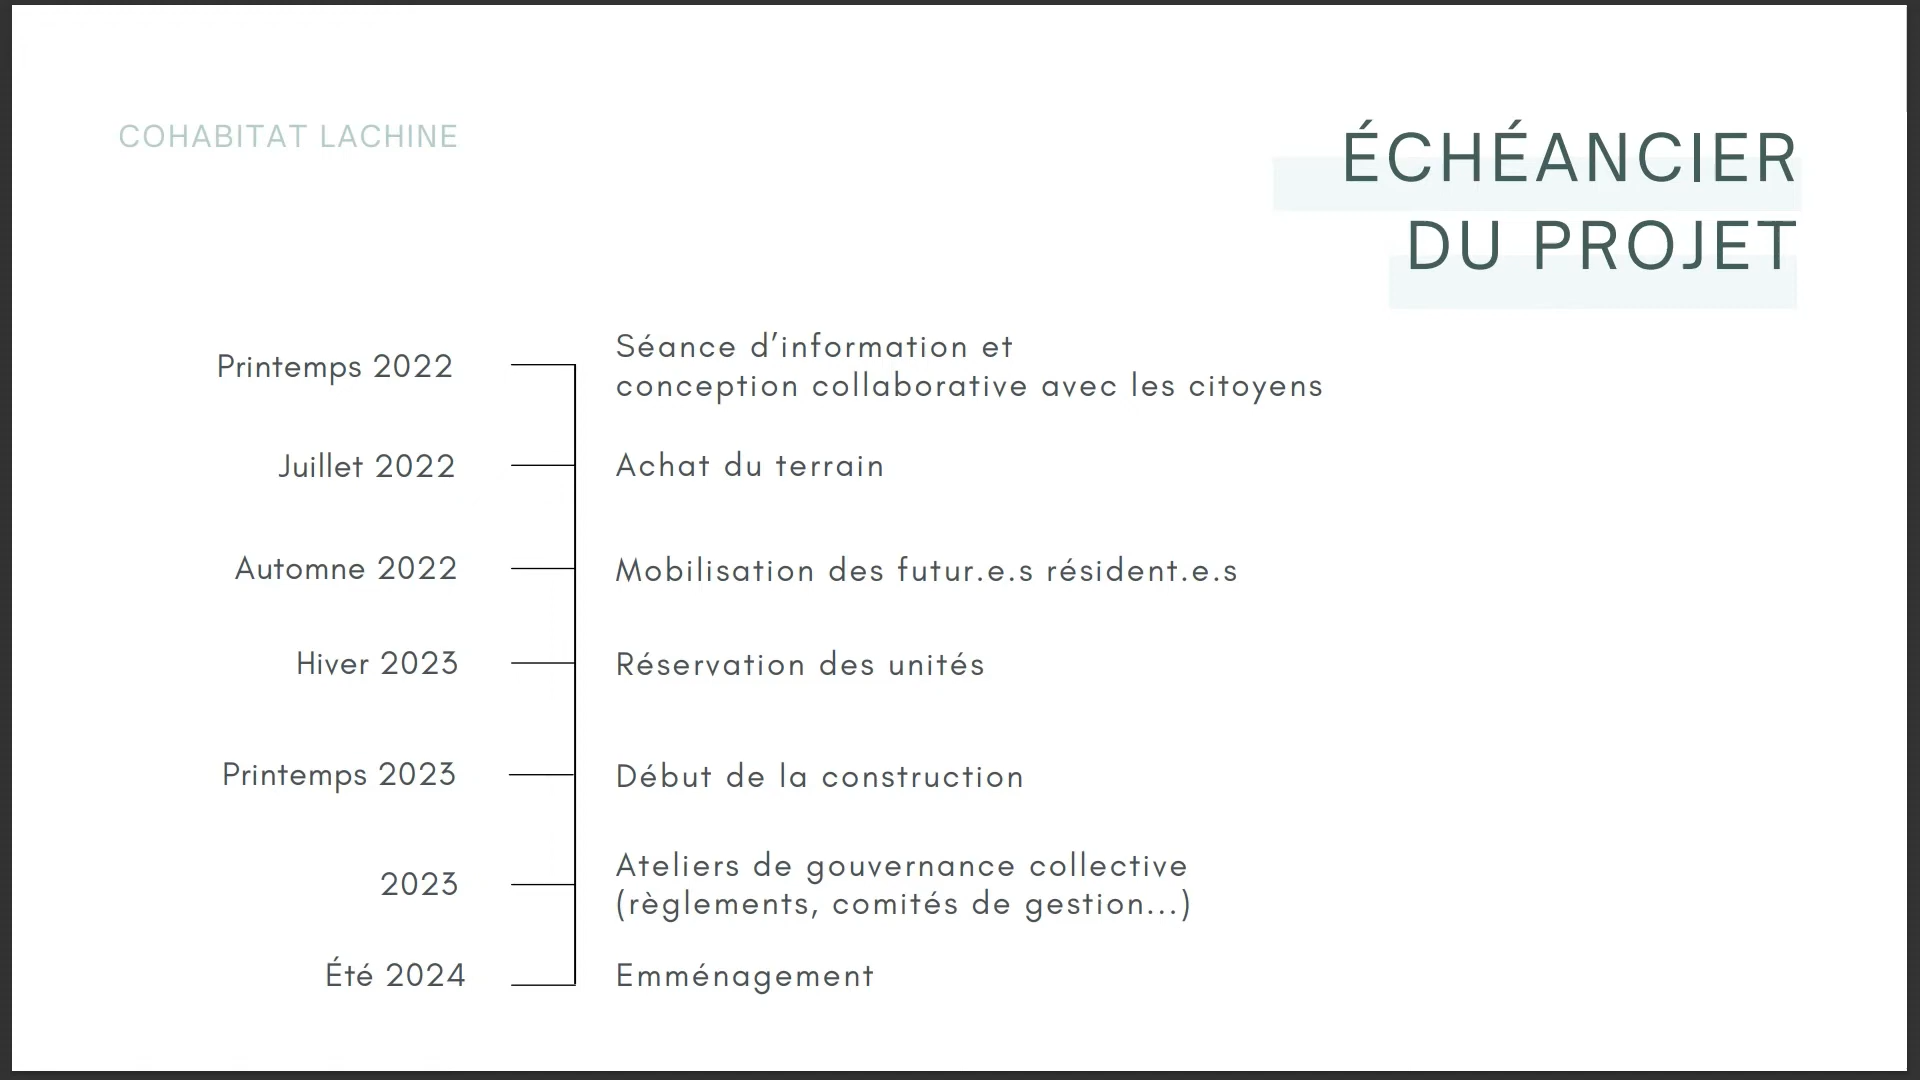 COHABITAT LACHINE
ÉCHÉANCIER
DU PROJET
Printemps 2022
Séance d’information et
conception collaborative avec les citoyens
Juillet 2022
Achat du terrain
Automne 2022
Mobilisation des futur.e.s résident.e.s
Hiver 2023
Réservation des unités
Printemps 2023
Début de la construction
2023
Ateliers de gouvernance collective
(règlements, comités de gestion...)
Été 2024
Emménagement